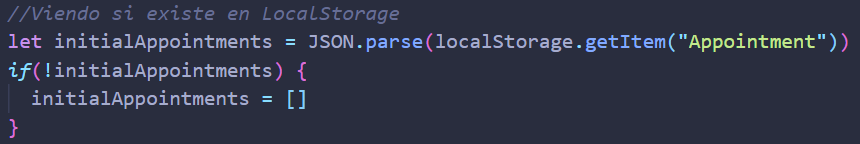 //Viendo si existe en LocalStorage
let initialAppointments = JSON.parse(localStorage.getItem("Appointment"))
if(!initialAppointments) {
  initialAppointments = []
}